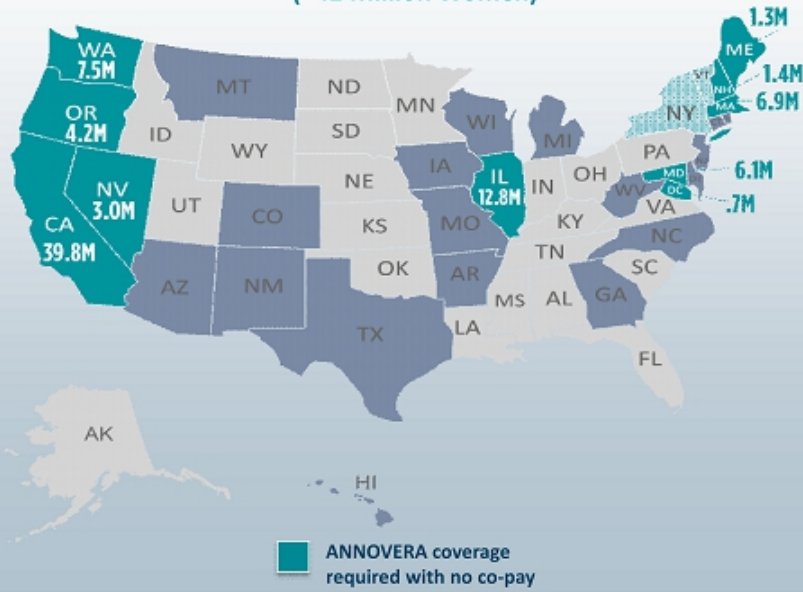 1.3M
WA
7.5M
ME
MT
ND
VT
1.4M
OR
4.2M
MN
NH
MA
6.9M
ID
SD
WI
NY
MI
WY
IA
PA
NV
3.0M
NE
IL
12.8M
IN
OH
MD
6.1M
UT
CO
WV
DC
.7M
CA
39.8M
KS
MO
KY
VA
NC
AZ
NM
OK
AR
TN
SC
MS
AL
GA
TX
LA
FL
AK
HI
ANNOVERA coverage
required with no co-pay